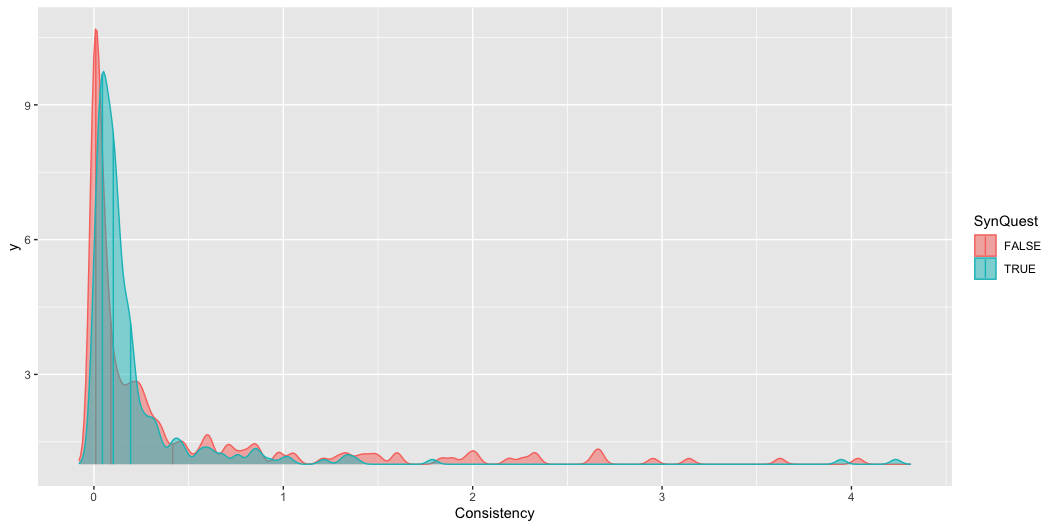 y
9
6
3
0
1
2
3
4
Consistency
SynQuest
FALSE
TRUE